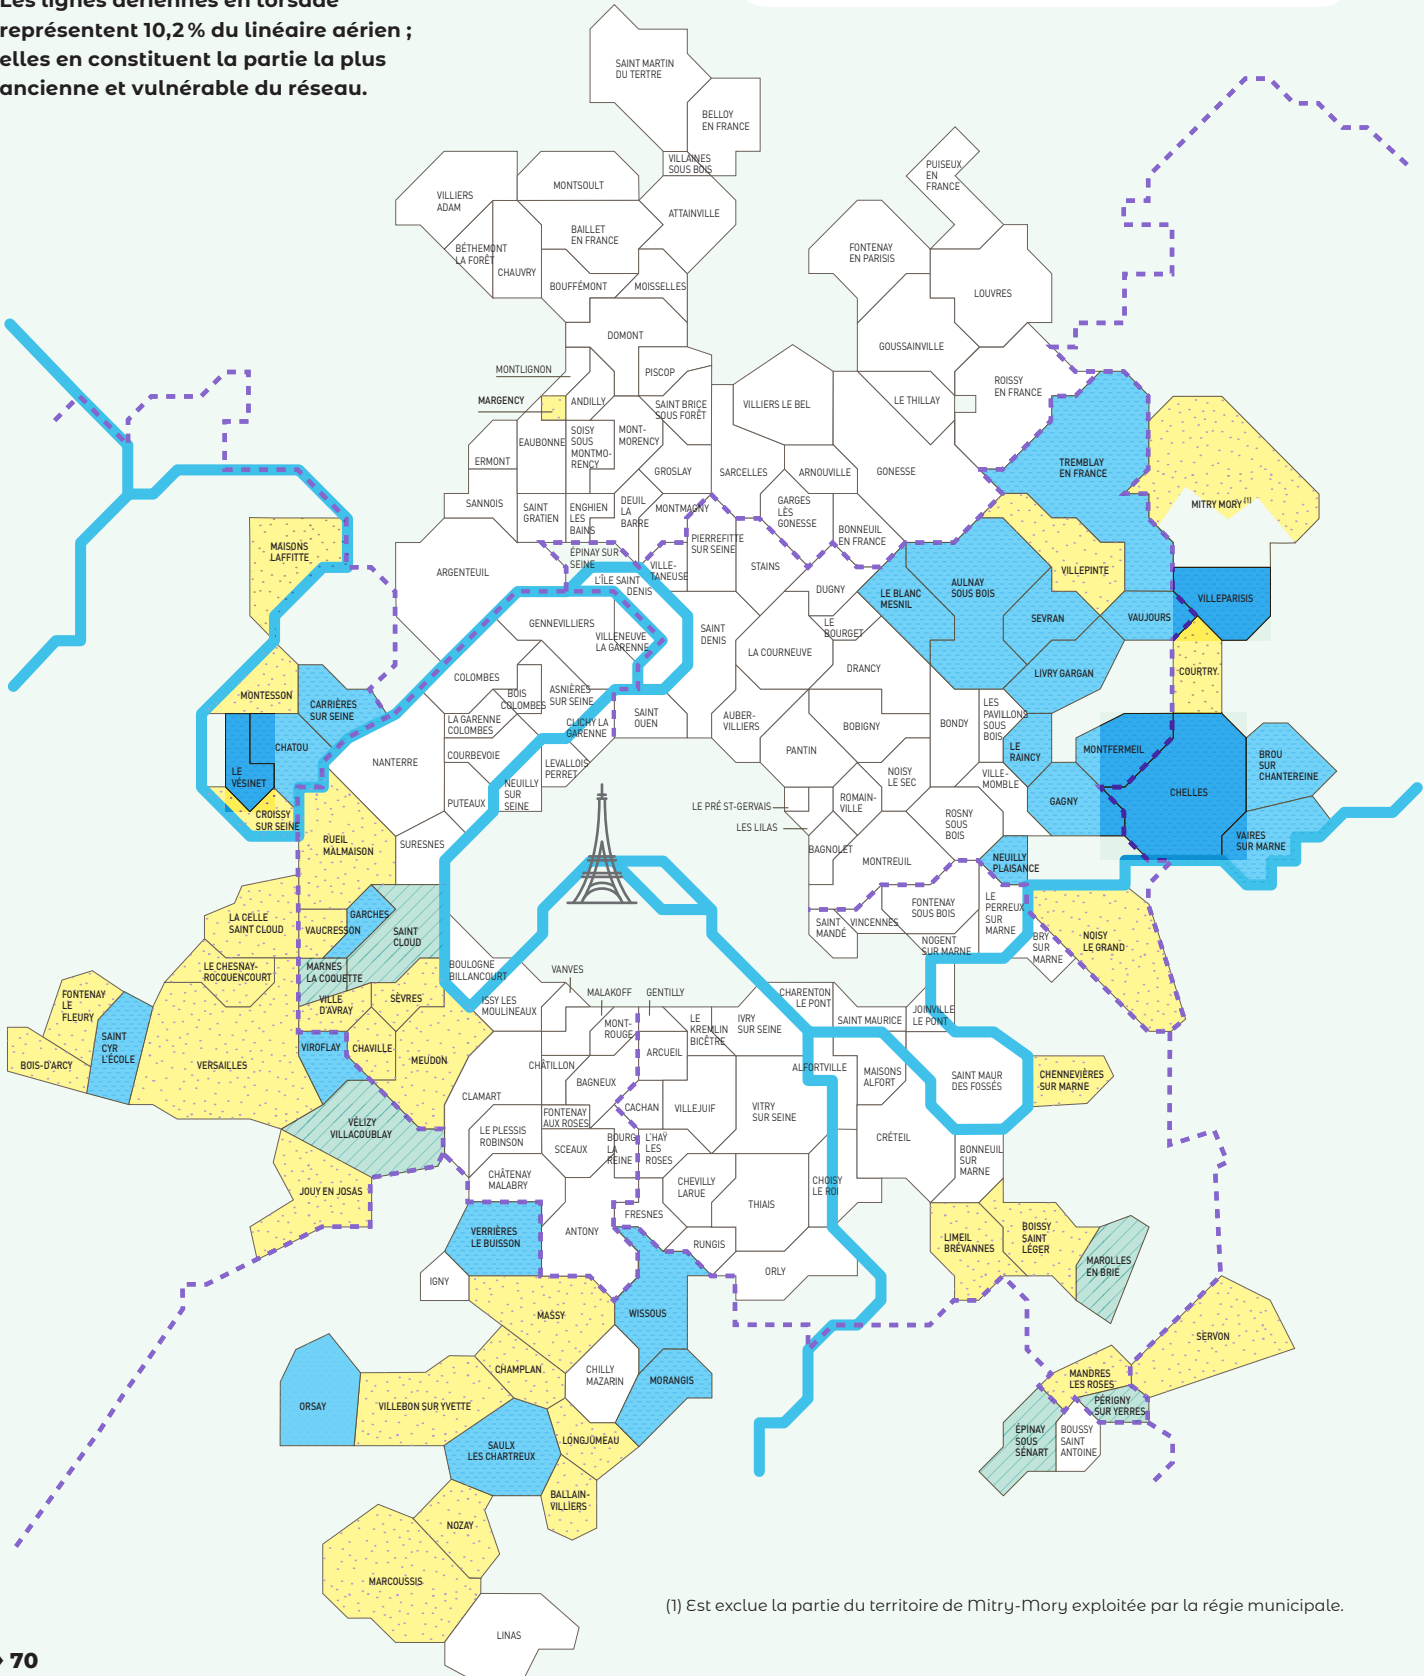 Les lignes aériennes en torsade
représentent 10,2 % du linéaire aérien ;
elles en constituent la partie la plus
ancienne et vulnérable du réseau.
SAINT MARTIN
DU TERTRE
BELLOY
EN FRANCE
VILLAINES
SOUS BOIS
PUISEUX
EN
FRANCE
VILLIERS
ADAM
MONTSOULT
ATTAINVILLE
BAILLET
EN FRANCE
BÉTHEMONT
LA FORÊT
CHAUVRY
FONTENAY
EN PARISIS
BOUFFÉMONT
MOISSELLES
LOUVRES
DOMONT
GOUSSAINVILLE
MONTLIGNON
PISCOP
ROISSY
EN FRANCE
MARGENCY
ANDILLY
SAINT BRICE
SOUS FORÊT
VILLIERS LE BEL
LE THILLAY
EAUBONNE
SOISY
SOUS
MONTMO-
RENCY
MONT-
MORENCY
ERMONT
GROSLAY
SARCELLES
ARNOUVILLE
GONESSE
TREMBLAY
EN FRANCE
SANNOIS
SAINT
GRATIEN
ENGHIEN
LES
BAINS
DEUIL
LA
BARRE
MONTMAGNY
GARGES
LÈS
GONESSE
MITRY MORY (1)
BONNEUIL
EN FRANCE
PIERREFITTE
SUR SEINE
MAISONS
LAFFITTE
ARGENTEUIL
ÉPINAY SUR
SEINE
VILLE-
TANEUSE
STAINS
VILLEPINTE
L'ÎLE SAINT
DENIS
DUGNY
LE BLANC
MESNIL
AULNAY
SOUS BOIS
VILLEPARISIS
GENNEVILLIERS
VILLENEUVE
LA GARENNE
SAINT
DENIS
LE
BOURGET
SEVRAN
VAUJOURS
LA COURNEUVE
DRANCY
LIVRY GARGAN
COURTRY
COLOMBES
MONTESSON
CARRIÈRES
SUR SEINE
BOIS
COLOMBES
ASNIÈRES
SUR SEINE
LES
PAVILLONS
SOUS
BOIS
LA GARENNE
COLOMBES
CLICHY LA
GARENNE
SAINT
OUEN
AUBER-
VILLIERS
BOBIGNY
BONDY
CHATOU
COURBEVOIE
PANTIN
LE
RAINCY
MONTFERMEIL
BROU
SUR
CHANTEREINE
NANTERRE
LEVALLOIS
PERRET
NOISY
LE SEC
VILLE-
MOMBLE
LE
VÉSINET
NEUILLY
SUR
SEINE
CHELLES
PUTEAUX
LE PRÉ ST-GERVAIS
ROMAIN-
VILLE
GAGNY
CROISSY
SUR SEINE
LES LILAS
ROSNY
SOUS
BOIS
RUEIL
MALMAISON
SURESNES
BAGNOLET
MONTREUIL
NEUILLY
PLAISANCE
VAIRES
SUR MARNE
LA CELLE
SAINT CLOUD
GARCHES
VAUCRESSON
SAINT
CLOUD
FONTENAY
SOUS BOIS
LE
PERREUX
SUR
MARNE
SAINT
MANDÉ
VINCENNES
NOGENT
SUR MARNE
BRY
SUR
MARNE
NOISY
LE GRAND
LE CHESNAY-
ROCQUENCOURT
MARNES
LA COQUETTE
BOULOGNE
BILLANCOURT
VANVES
MALAKOFF
GENTILLY
CHARENTON
LE PONT
FONTENAY
LE
FLEURY
VILLE
D'AVRAY
SÈVRES
ISSY LES
MOULINEAUX
MONT-
ROUGE
LE
KREMLIN
BICÊTRE
IVRY
SUR SEINE
SAINT MAURICE
JOINVILLE
LE PONT
SAINT
CYR
L'ÉCOLE
VIROFLAY
CHAVILLE
MEUDON
ARCUEIL
BOIS-D'ARCY
VERSAILLES
CHÂTILLON
ALFORTVILLE
MAISONS
ALFORT
SAINT MAUR
DES FOSSÉS
CHENNEVIÈRES
SUR MARNE
BAGNEUX
CLAMART
CACHAN
VILLEJUIF
VITRY
SUR SEINE
VÉLIZY
VILLACOUBLAY
FONTENAY
AUX ROSES
LE PLESSIS
ROBINSON
SCEAUX
BOURG
LA
REINE
L'HAŸ
LES
ROSES
CRÉTEIL
BONNEUIL
SUR
MARNE
CHÂTENAY
MALABRY
CHEVILLY
LARUE
CHOISY
LE ROI
JOUY EN JOSAS
THIAIS
FRESNES
VERRIÈRES
LE BUISSON
ANTONY
RUNGIS
LIMEIL
BRÉVANNES
BOISSY
SAINT
LÉGER
MAROLLES
EN BRIE
IGNY
ORLY
MASSY
WISSOUS
SERVON
CHAMPLAN
CHILLY
MAZARIN
MORANGIS
MANDRES
LES ROSES
ORSAY
VILLEBON SUR YVETTE
PÉRIGNY
SUR YERRES
ÉPINAY
SOUS
SÉNART
BOUSSY
SAINT
ANTOINE
SAULX
LES CHARTREUX
LONGJUMEAU
BALLAIN-
VILLIERS
NOZAY
MARCOUSSIS
LINAS
(1) Est exclue la partie du territoire de Mitry-Mory exploitée par la régie municipale.
70